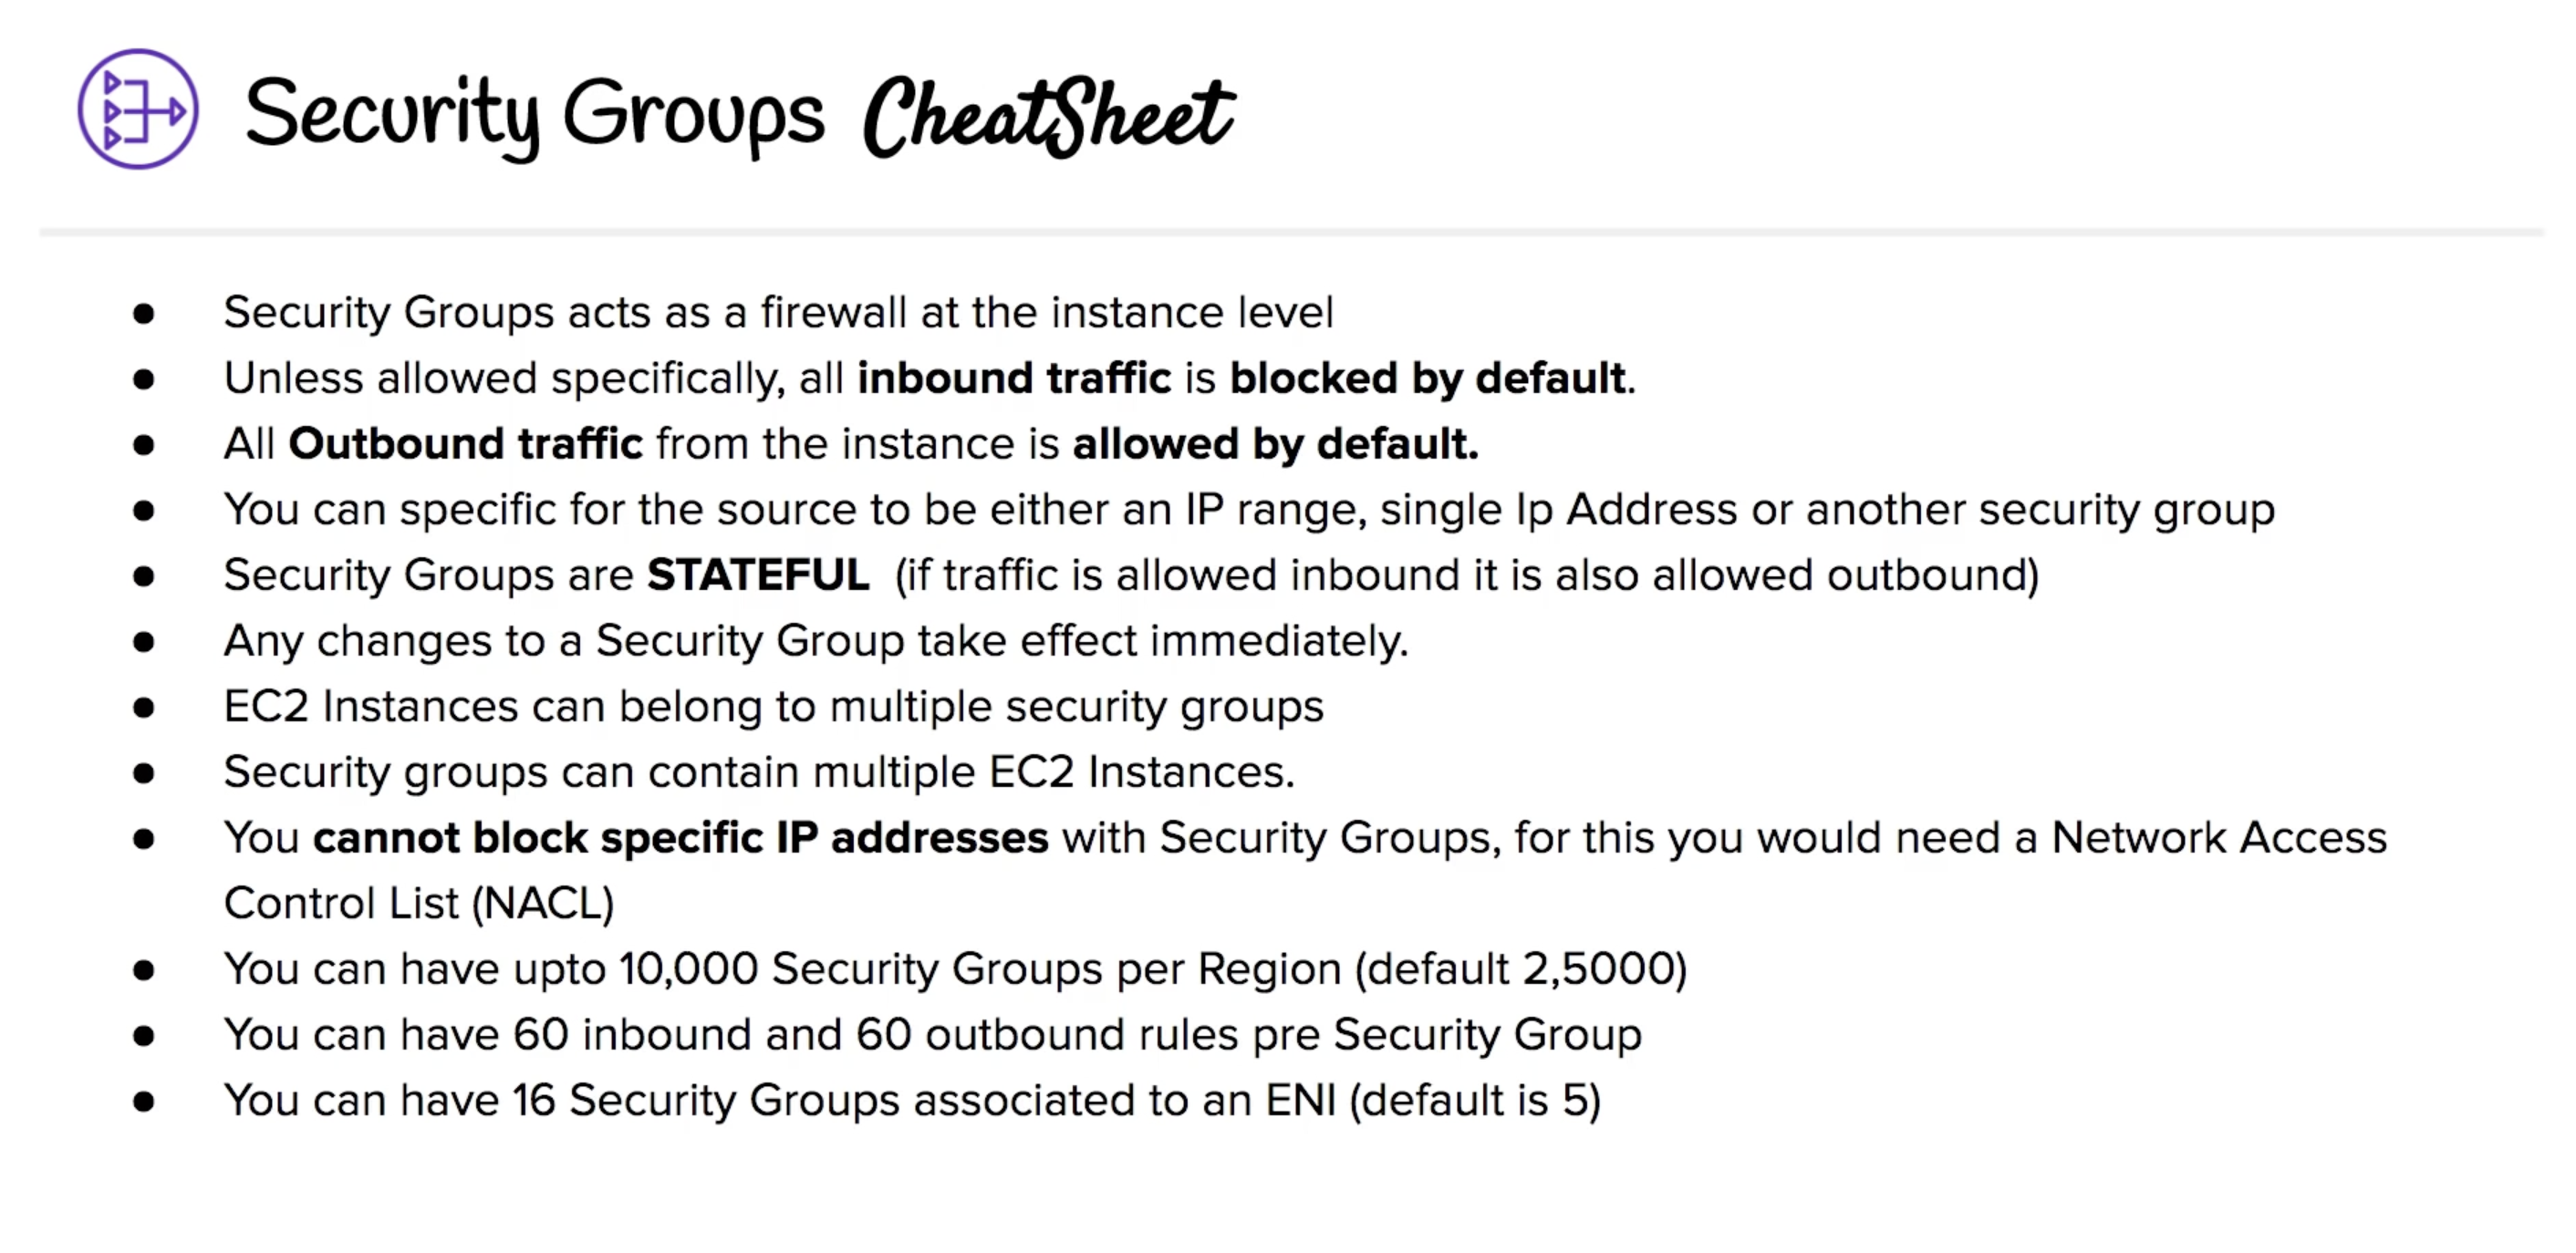 Security Groups CheatSheet
● Security Groups acts as a firewall at the instance level
● Unless allowed specifically, all inbound traffic is blocked by default.
● All Outbound traffic from the instance is allowed by default.
● You can specific for the source to be either an IP range, single Ip Address or another security group
● Security Groups are STATEFUL (if traffic is allowed inbound it is also allowed outbound)
● Any changes to a Security Group take effect immediately.
● EC2 Instances can belong to multiple security groups
● Security groups can contain multiple EC2 Instances.
● You cannot block specific IP addresses with Security Groups, for this you would need a Network Access
Control List (NACL)
● You can have upto 10,000 Security Groups per Region (default 2,5000)
● You can have 60 inbound and 60 outbound rules pre Security Group
● You can have 16 Security Groups associated to an ENI (default is 5)